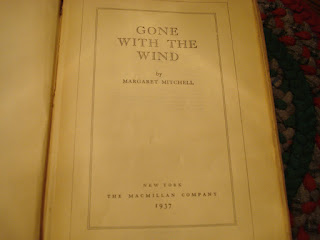 GONE
WITH THE
WIND
by
MARGARET MITCHELL
NEW YORK
THE MACMILLAN COMPANY
1937